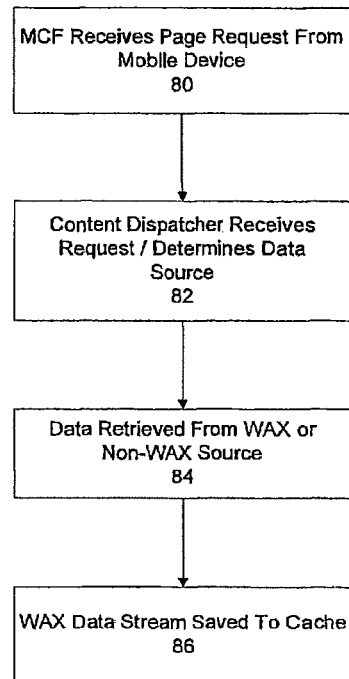 MCF Receives Page Request From
Mobile Device
80
Content Dispatcher Receives
Request / Determines Data
Source
82
Data Retrieved From WAX or
Non-WAX Source
84
WAX Data Stream Saved To Cache
86